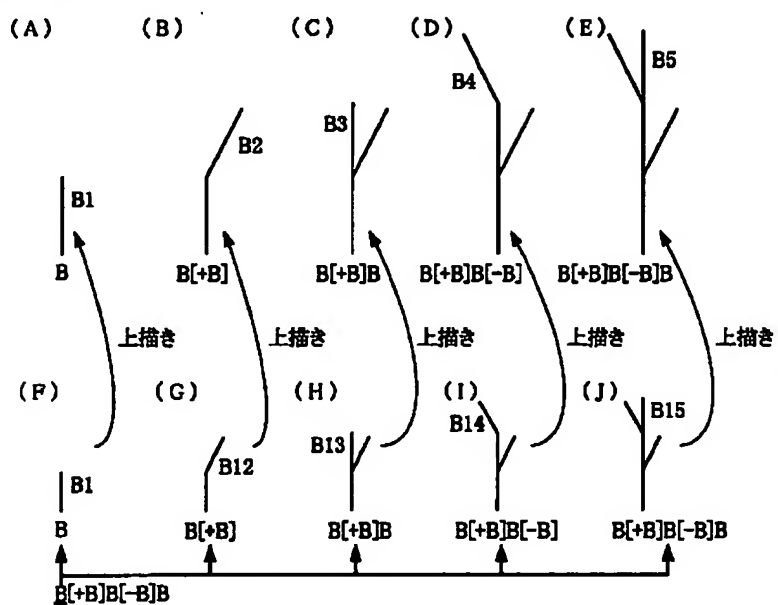 (A) (B) (C) (D) (E)
B1 B2 B3 B4 B5
B B[+B] B[+B]B B[+B]B[-B] B[+B]B[-B]B
上描き 上描き 上描き 上描き 上描き
(F) (G) (H) (I) (J)
B1 B12 B13 B14 B15
B B[+B] B[+B]B B[+B]B[-B] B[+B]B[-B]B
B[+B]B[-B]B